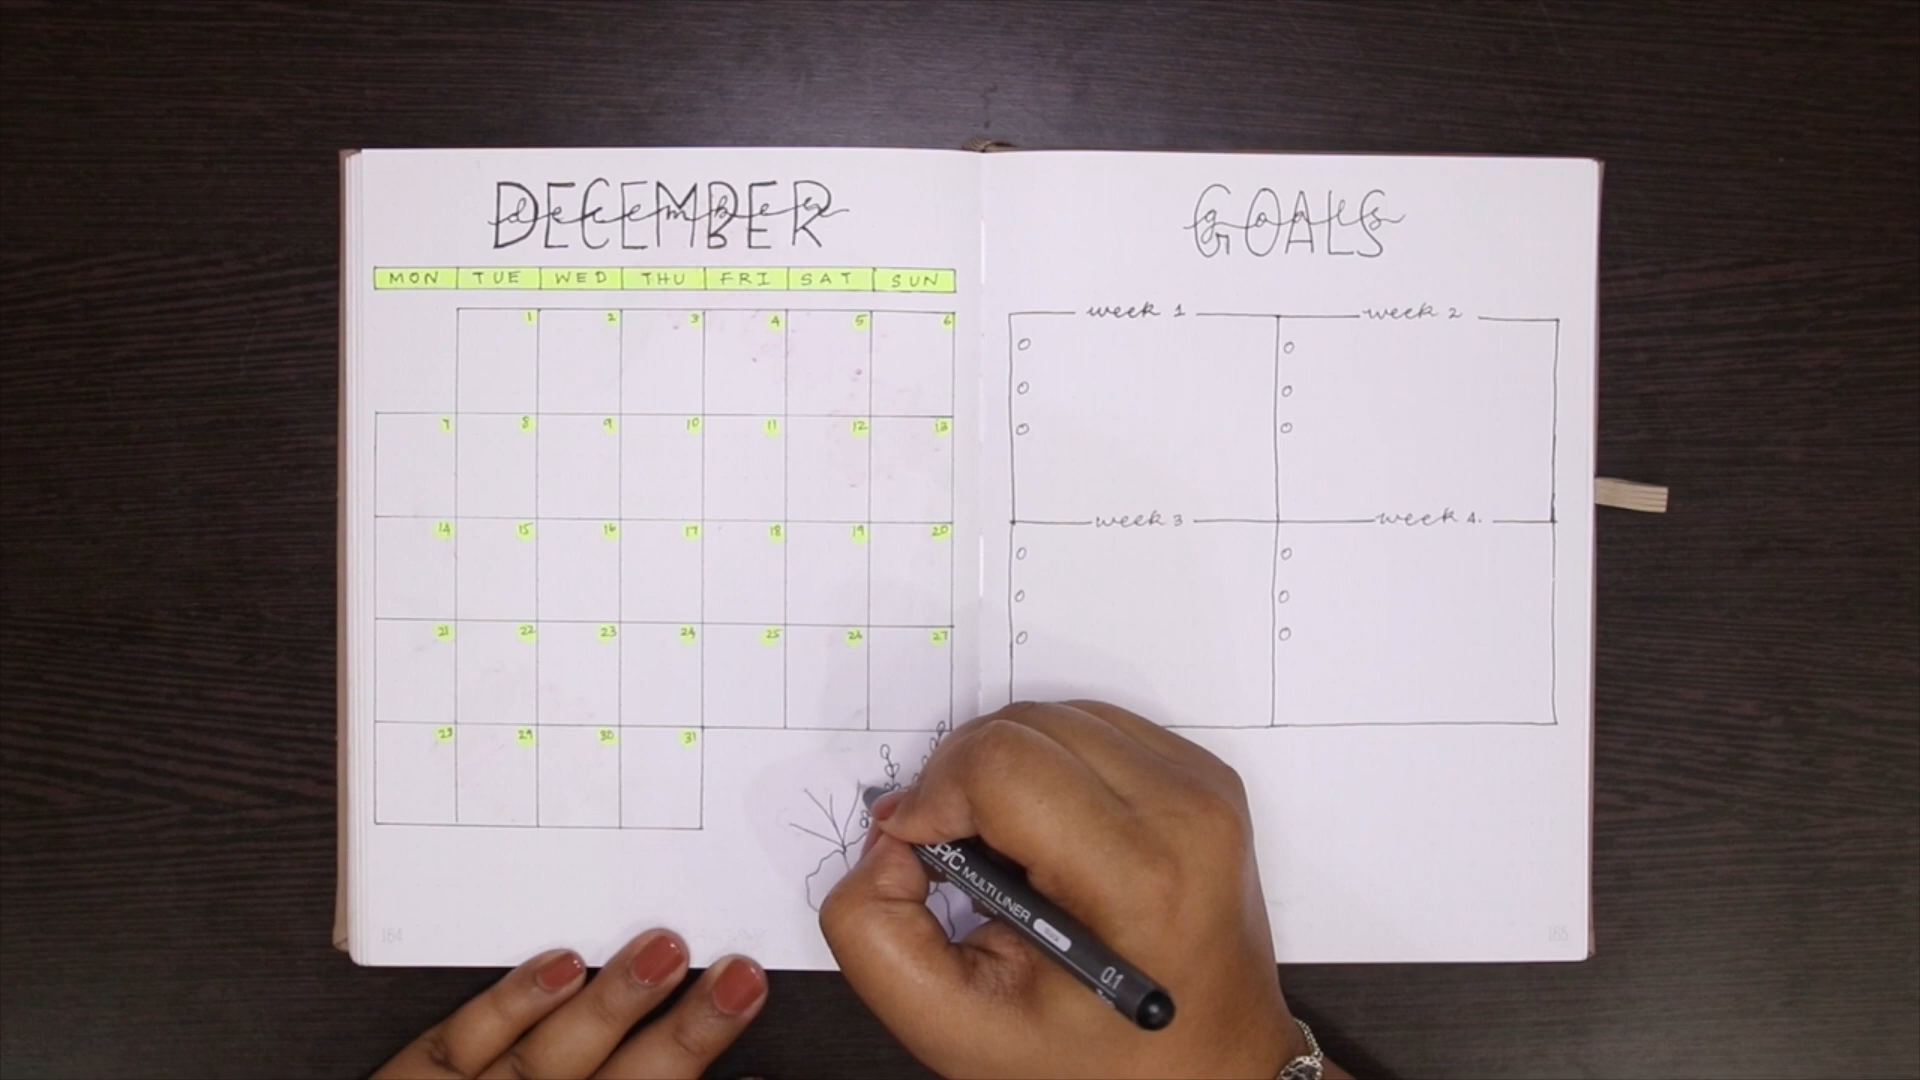 DECEMBER
december
MON TUE WED THU FRI SAT SUN
1 2 3 4 5 6
7 8 9 10 11 12 13
14 15 16 17 18 19 20
21 22 23 24 25 26 27
28 29 30 31
164
GOALS
goals
week 1 week 2
week 3 week 4.
165
MULTI LINER
0.1